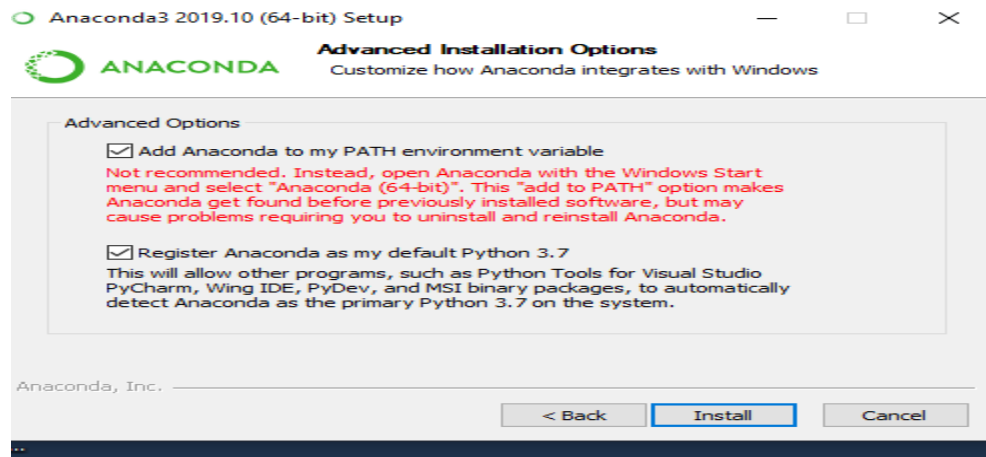 Anaconda3 2019.10 (64-bit) Setup
ANACONDA
Advanced Installation Options
Customize how Anaconda integrates with Windows
Advanced Options
Add Anaconda to my PATH environment variable
Not recommended. Instead, open Anaconda with the Windows Start
menu and select "Anaconda (64-bit)". This "add to PATH" option makes
Anaconda get found before previously installed software, but may
cause problems requiring you to uninstall and reinstall Anaconda.
Register Anaconda as my default Python 3.7
This will allow other programs, such as Python Tools for Visual Studio
PyCharm, Wing IDE, PyDev, and MSI binary packages, to automatically
detect Anaconda as the primary Python 3.7 on the system.
Anaconda, Inc.
< Back
Install
Cancel